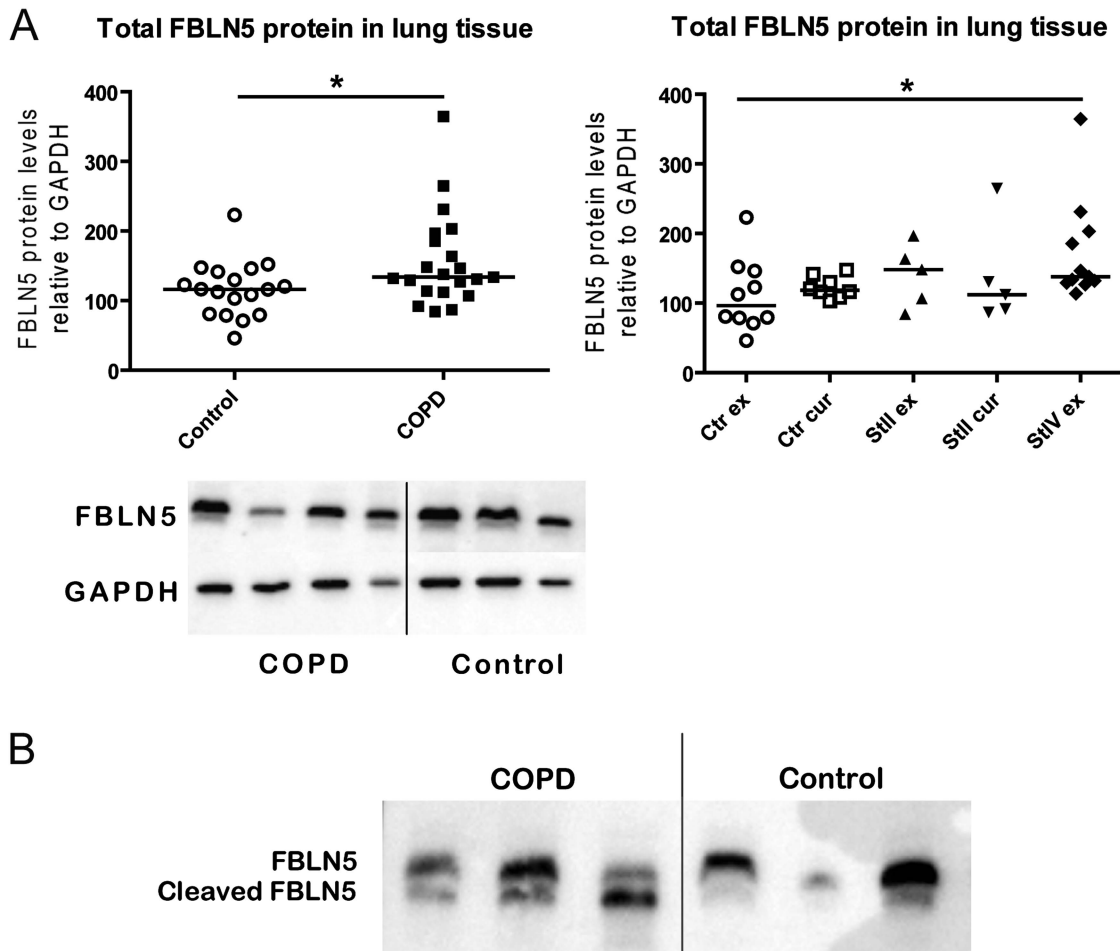 A
Total FBLN5 protein in lung tissue
*
FBLN5 protein levels
relative to GAPDH
400
300
200
100
0
Control
COPD
Total FBLN5 protein in lung tissue
*
FBLN5 protein levels
relative to GAPDH
400
300
200
100
0
Ctr ex
Ctr cur
StII ex
StII cur
StIV ex
FBLN5
GAPDH
COPD
Control
B
COPD
Control
FBLN5
Cleaved FBLN5